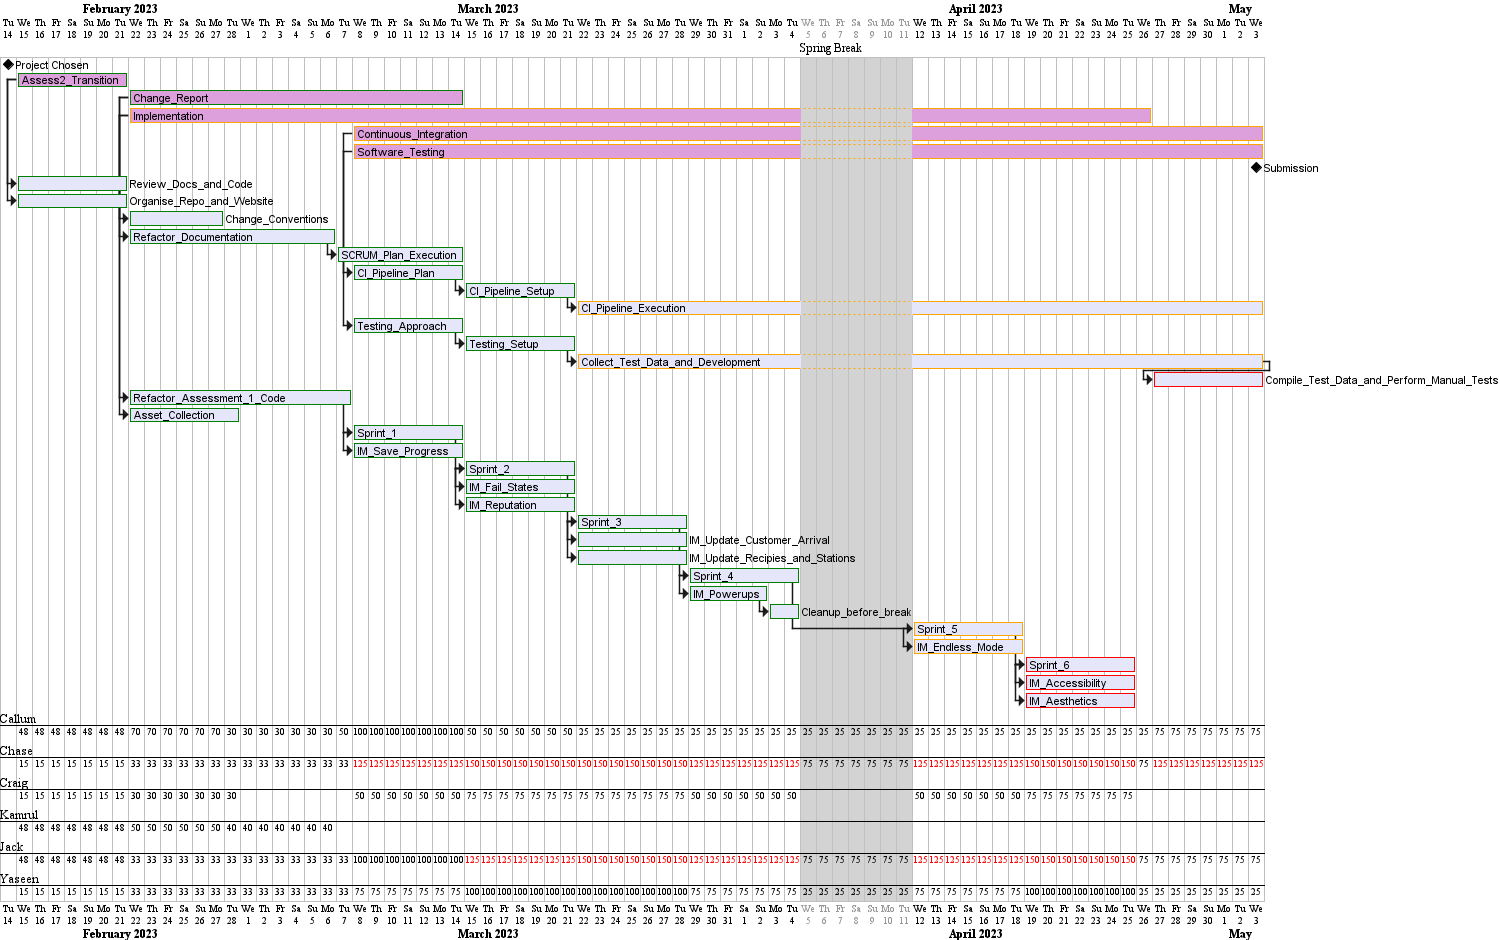 February 2023 March 2023 April 2023 May
Tu We Th Fr Sa Su Mo Tu We Th Fr Sa Su Mo Tu We Th Fr Sa Su Mo Tu We Th Fr Sa Su Mo Tu We Th Fr Sa Su Mo Tu We Th Fr Sa Su Mo Tu We Th Fr Sa Su Mo Tu We Th Fr Sa Su Mo Tu We Th Fr Sa Su Mo Tu We Th Fr Sa Su Mo Tu We Th Fr Sa Su Mo Tu We
14 15 16 17 18 19 20 21 22 23 24 25 26 27 28 1 2 3 4 5 6 7 8 9 10 11 12 13 14 15 16 17 18 19 20 21 22 23 24 25 26 27 28 29 30 31 1 2 3 4 5 6 7 8 9 10 11 12 13 14 15 16 17 18 19 20 21 22 23 24 25 26 27 28 29 30 1 2 3
Spring Break
Project Chosen
Assess2_Transition
Change_Report
Implementation
Continuous_Integration
Software_Testing
Submission
Review_Docs_and_Code
Organise_Repo_and_Website
Change_Conventions
Refactor_Documentation
SCRUM_Plan_Execution
CI_Pipeline_Plan
CI_Pipeline_Setup
CI_Pipeline_Execution
Testing_Approach
Testing_Setup
Collect_Test_Data_and_Development
Compile_Test_Data_and_Perform_Manual_Tests
Refactor_Assessment_1_Code
Asset_Collection
Sprint_1
IM_Save_Progress
Sprint_2
IM_Fail_States
IM_Reputation
Sprint_3
IM_Update_Customer_Arrival
IM_Update_Recipies_and_Stations
Sprint_4
IM_Powerups
Cleanup_before_break
Sprint_5
IM_Endless_Mode
Sprint_6
IM_Accessibility
IM_Aesthetics
Callum
48 48 48 48 48 48 48 70 70 70 70 70 70 30 30 30 30 30 30 30 50 100 100 100 100 100 100 100 50 50 50 50 50 50 50 25 25 25 25 25 25 25 25 25 25 25 25 25 25 25 25 25 25 25 25 25 25 25 25 25 25 25 25 25 25 25 25 25 25 25 25 75 75 75 75 75 75 75
Chase
15 15 15 15 15 15 15 33 33 33 33 33 33 33 33 33 33 33 33 33 33 125 125 125 125 125 125 125 150 150 150 150 150 150 150 150 150 150 150 150 150 150 125 125 125 125 125 125 125 75 75 75 75 75 75 75 125 125 125 125 125 125 125 150 150 150 150 150 150 150 75 125 125 125 125 125 125 125
Craig
15 15 15 15 15 15 15 30 30 30 30 30 30 30 50 50 50 50 50 50 50 75 75 75 75 75 75 75 75 75 75 75 75 75 75 50 50 50 50 50 50 50 50 50 50 50 50 50 50 75 75 75 75 75 75 75
Kamrul
48 48 48 48 48 48 48 50 50 50 50 50 50 40 40 40 40 40 40 40
Jack
48 48 48 48 48 48 48 33 33 33 33 33 33 33 33 33 33 33 33 33 33 100 100 100 100 100 100 100 125 125 125 125 125 125 125 150 150 150 150 150 150 150 125 125 125 125 125 125 125 75 75 75 75 75 75 75 125 125 125 125 125 125 125 150 150 150 150 150 150 150 75 75 75 75 75 75 75 75
Yaseen
15 15 15 15 15 15 15 33 33 33 33 33 33 33 33 33 33 33 33 33 33 75 75 75 75 75 75 75 100 100 100 100 100 100 100 100 100 100 100 100 100 100 75 75 75 75 75 75 75 25 25 25 25 25 25 25 75 75 75 75 75 75 75 100 100 100 100 100 100 100 25 25 25 25 25 25 25 25
Tu We Th Fr Sa Su Mo Tu We Th Fr Sa Su Mo Tu We Th Fr Sa Su Mo Tu We Th Fr Sa Su Mo Tu We Th Fr Sa Su Mo Tu We Th Fr Sa Su Mo Tu We Th Fr Sa Su Mo Tu We Th Fr Sa Su Mo Tu We Th Fr Sa Su Mo Tu We Th Fr Sa Su Mo Tu We Th Fr Sa Su Mo Tu We
14 15 16 17 18 19 20 21 22 23 24 25 26 27 28 1 2 3 4 5 6 7 8 9 10 11 12 13 14 15 16 17 18 19 20 21 22 23 24 25 26 27 28 29 30 31 1 2 3 4 5 6 7 8 9 10 11 12 13 14 15 16 17 18 19 20 21 22 23 24 25 26 27 28 29 30 1 2 3
February 2023 March 2023 April 2023 May